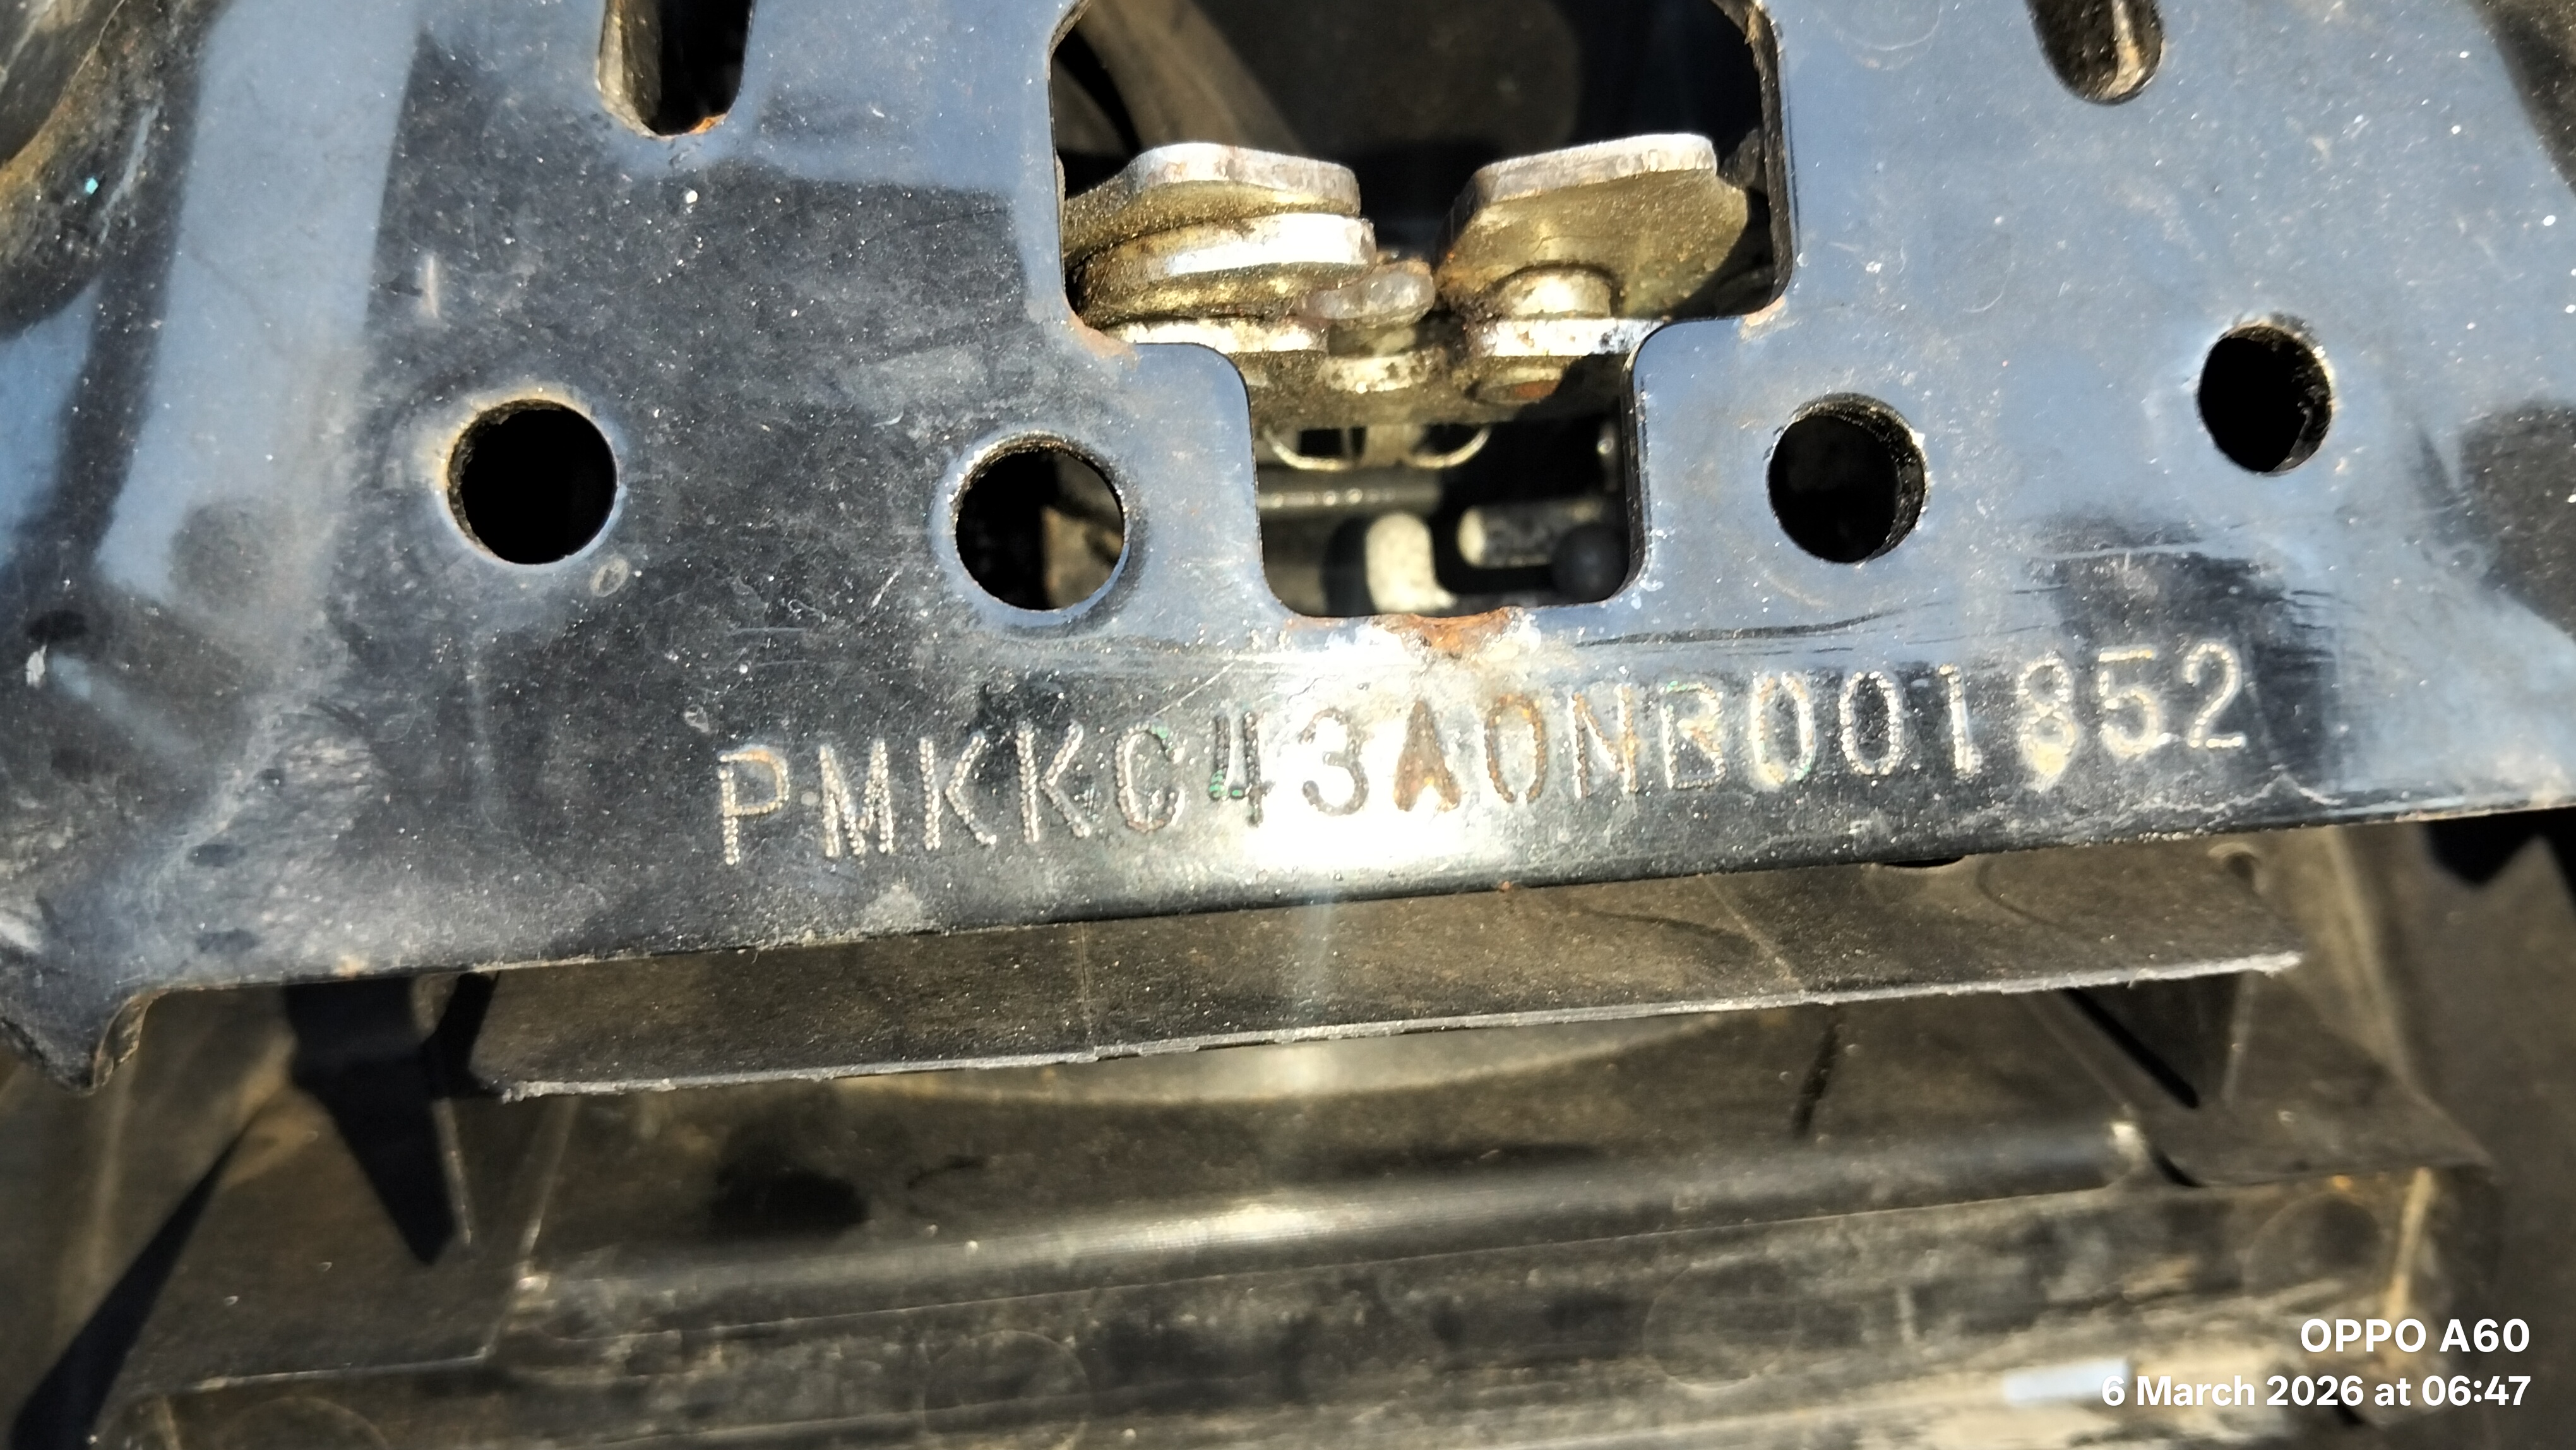 PMKKC43A0NB001852
OPPO A60
6 March 2026 at 06:47